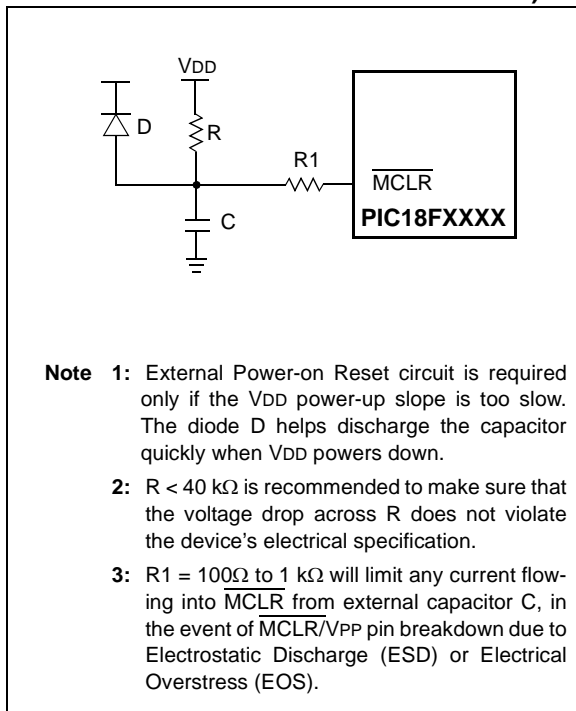 VDD
D
R
R1
MCLR
C
PIC18FXXXX
Note 1: External Power-on Reset circuit is required
only if the VDD power-up slope is too slow.
The diode D helps discharge the capacitor
quickly when VDD powers down.
2: R < 40 kΩ is recommended to make sure that
the voltage drop across R does not violate
the device's electrical specification.
3: R1 = 100Ω to 1 kΩ will limit any current flow-
ing into MCLR from external capacitor C, in
the event of MCLR/VPP pin breakdown due to
Electrostatic Discharge (ESD) or Electrical
Overstress (EOS).